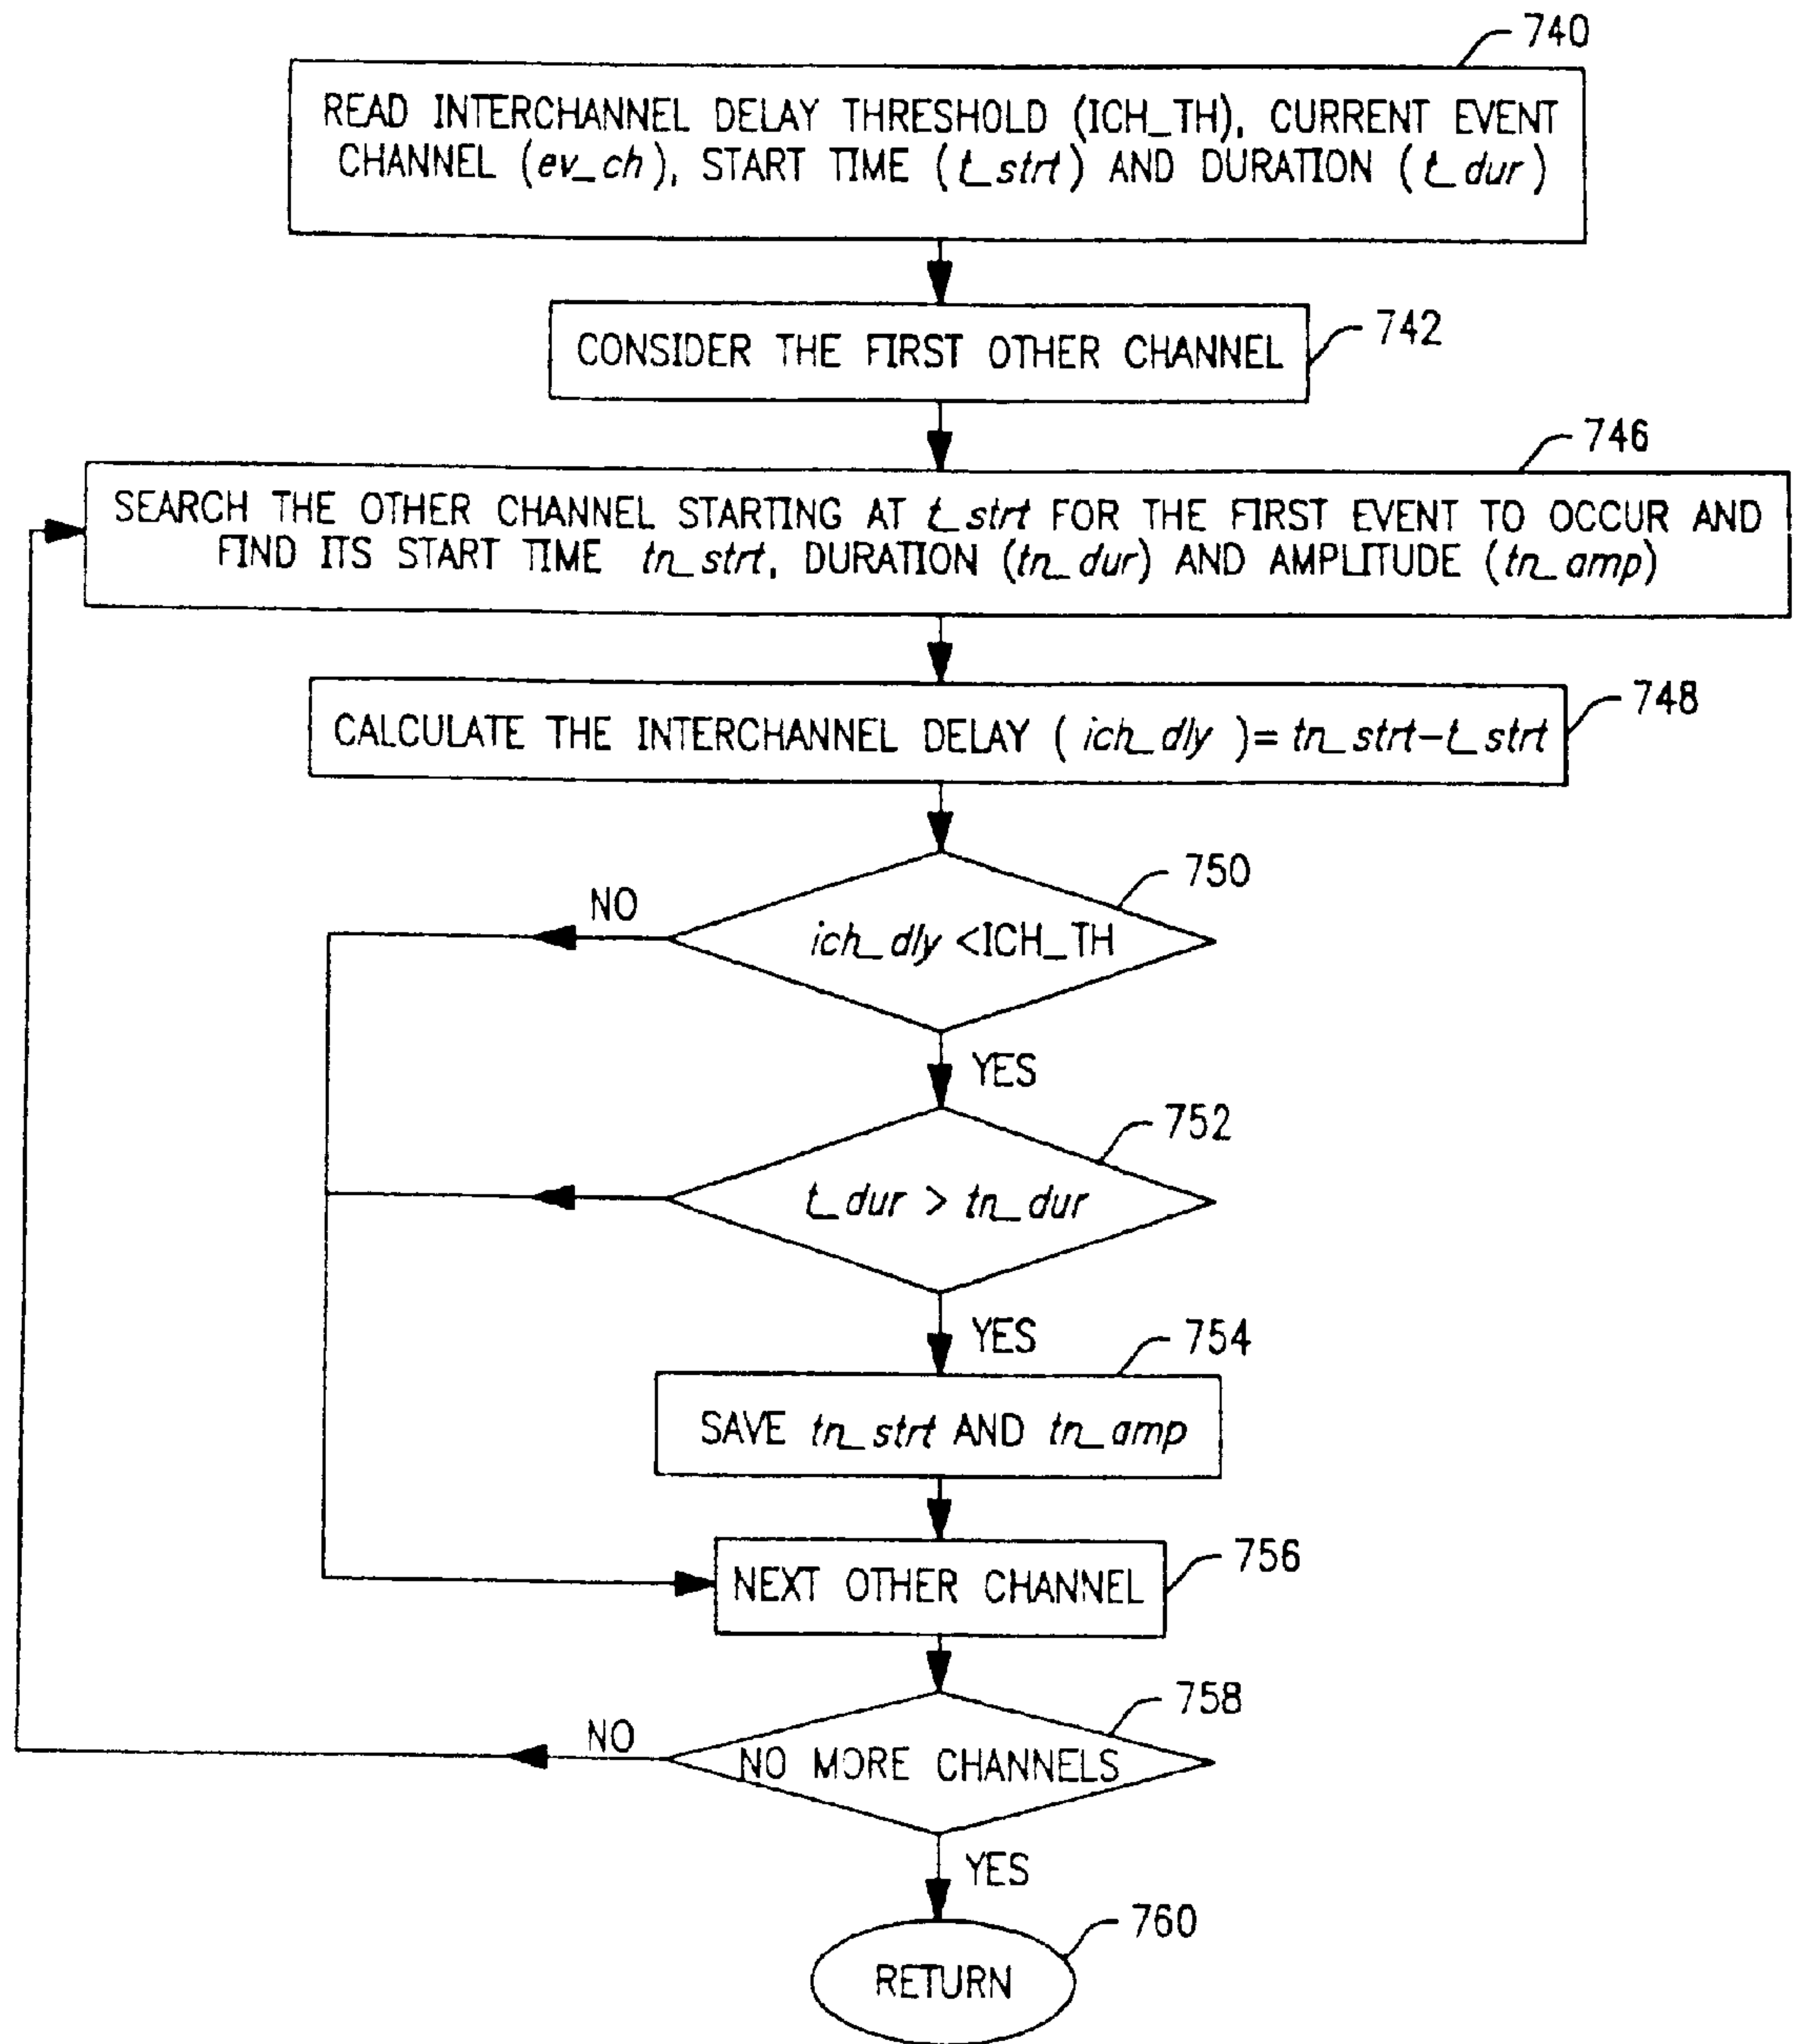 740
READ INTERCHANNEL DELAY THRESHOLD (ICH_TH), CURRENT EVENT
CHANNEL (ev_ch), START TIME (t_strt) AND DURATION (t_dur)
742
CONSIDER THE FIRST OTHER CHANNEL
746
SEARCH THE OTHER CHANNEL STARTING AT t_strt FOR THE FIRST EVENT TO OCCUR AND
FIND ITS START TIME tn_strt, DURATION (tn_dur) AND AMPLITUDE (tn_amp)
748
CALCULATE THE INTERCHANNEL DELAY (ich_dly)=tn_strt-t_strt
750
NO
ich_dly <ICH_TH
YES
752
t_dur > tn_dur
YES
754
SAVE tn_strt AND tn_amp
756
NEXT OTHER CHANNEL
758
NO
NO MORE CHANNELS
YES
760
RETURN